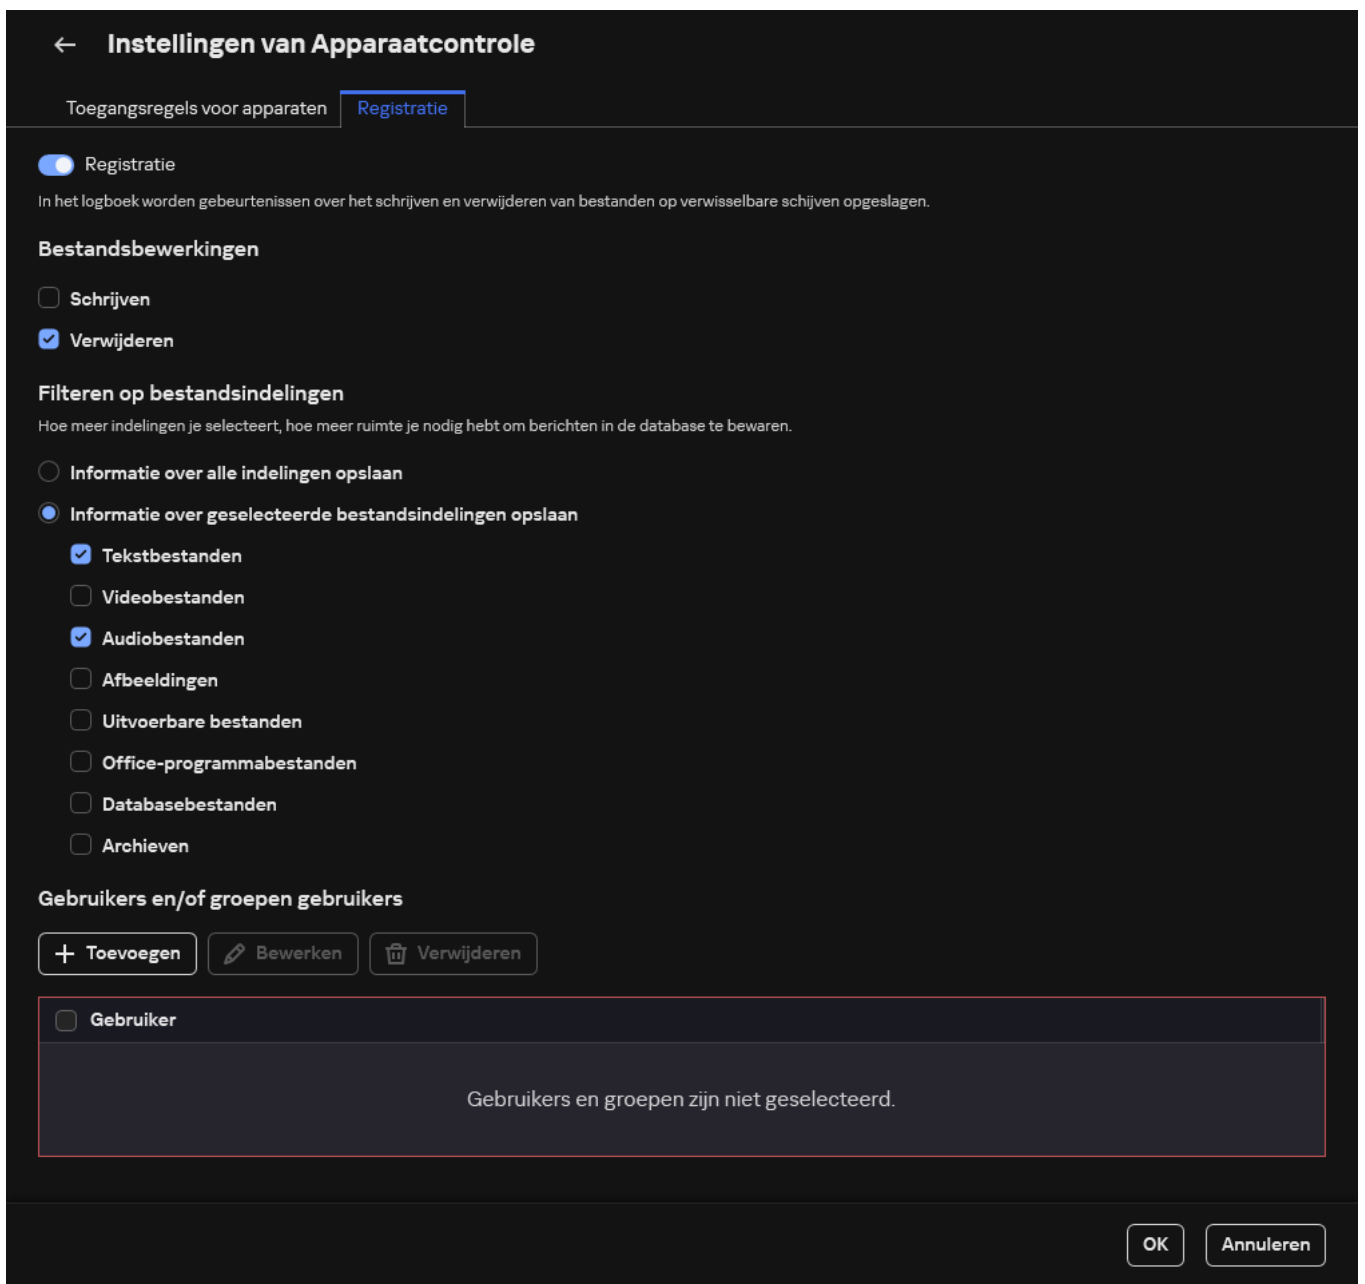 Instellingen van Apparaatcontrole
Toegangsregels voor apparaten
Registratie
Registratie
In het logboek worden gebeurtenissen over het schrijven en verwijderen van bestanden op verwisselbare schijven opgeslagen.
Bestandsbewerkingen
Schrijven
Verwijderen
Filteren op bestandsindelingen
Hoe meer indelingen je selecteert, hoe meer ruimte je nodig hebt om berichten in de database te bewaren.
Informatie over alle indelingen opslaan
Informatie over geselecteerde bestandsindelingen opslaan
Tekstbestanden
Videobestanden
Audiobestanden
Afbeeldingen
Uitvoerbare bestanden
Office-programmabestanden
Databasebestanden
Archieven
Gebruikers en/of groepen gebruikers
Toevoegen
Bewerken
Verwijderen
Gebruiker
Gebruikers en groepen zijn niet geselecteerd.
OK
Annuleren